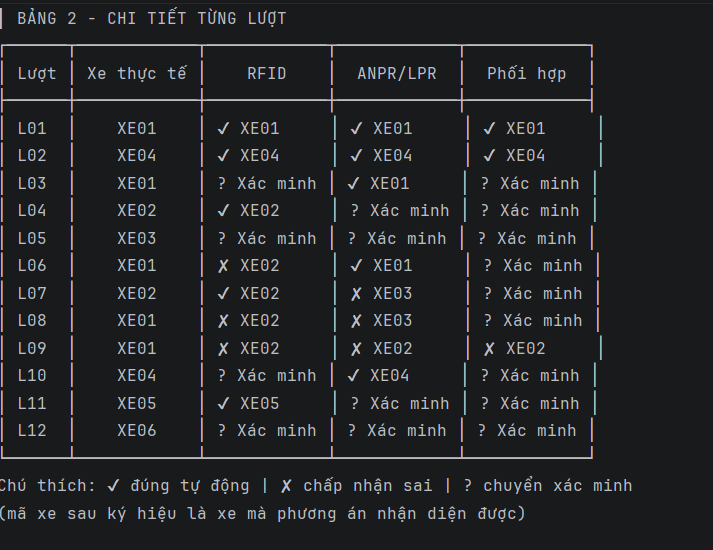 BẢNG 2 - CHI TIẾT TỪNG LƯỢT
Lượt | Xe thực tế | RFID | ANPR/LPR | Phối hợp
L01 | XE01 | ✓ XE01 | ✓ XE01 | ✓ XE01
L02 | XE04 | ✓ XE04 | ✓ XE04 | ✓ XE04
L03 | XE01 | ? Xác minh | ✓ XE01 | ? Xác minh
L04 | XE02 | ✓ XE02 | ? Xác minh | ? Xác minh
L05 | XE03 | ? Xác minh | ? Xác minh | ? Xác minh
L06 | XE01 | ✗ XE02 | ✓ XE01 | ? Xác minh
L07 | XE02 | ✓ XE02 | ✗ XE03 | ? Xác minh
L08 | XE01 | ✗ XE02 | ✗ XE03 | ? Xác minh
L09 | XE01 | ✗ XE02 | ✗ XE02 | ✗ XE02
L10 | XE04 | ? Xác minh | ✓ XE04 | ? Xác minh
L11 | XE05 | ✓ XE05 | ? Xác minh | ? Xác minh
L12 | XE06 | ? Xác minh | ? Xác minh | ? Xác minh
Chú thích: ✓ đúng tự động | ✗ chấp nhận sai | ? chuyển xác minh
(mã xe sau ký hiệu là xe mà phương án nhận diện được)